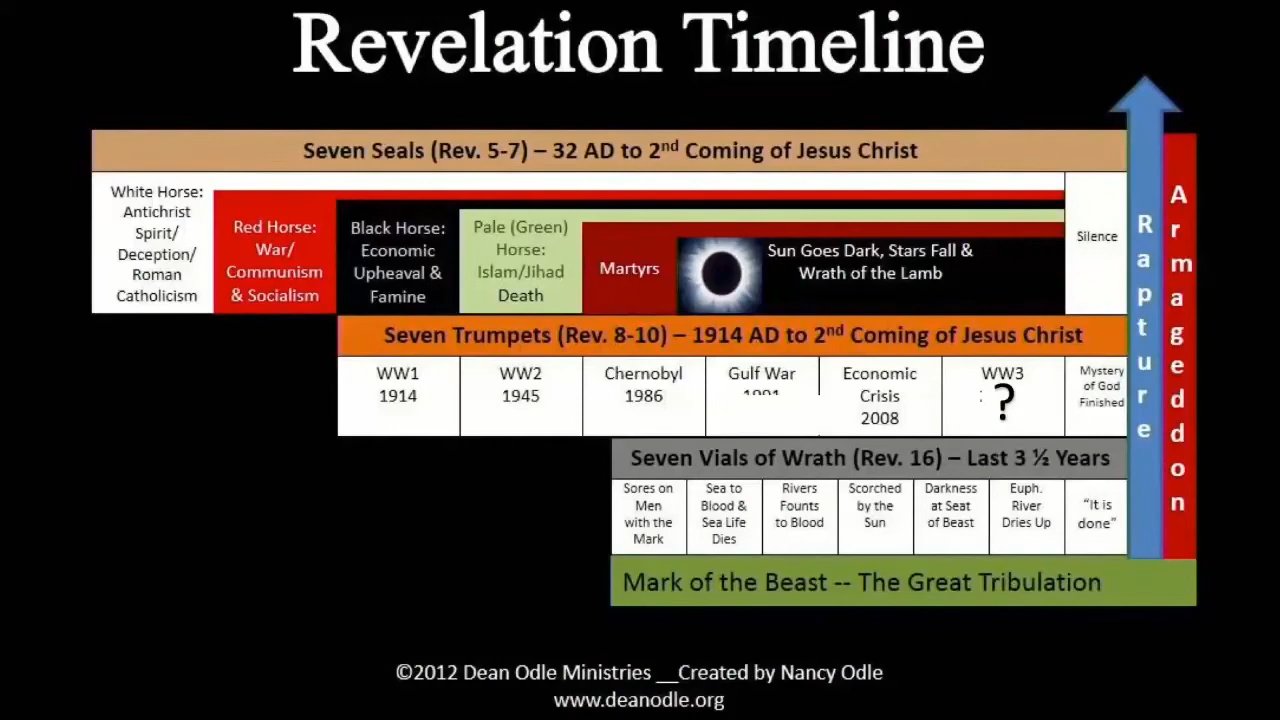 Revelation Timeline
Seven Seals (Rev. 5-7) – 32 AD to 2nd Coming of Jesus Christ
White Horse:
Antichrist
Spirit/
Deception/
Roman
Catholicism
Red Horse:
War/
Communism
& Socialism
Black Horse:
Economic
Upheaval &
Famine
Pale (Green)
Horse:
Islam/Jihad
Death
Martyrs
Sun Goes Dark, Stars Fall &
Wrath of the Lamb
Silence
Rapture
Armageddon
Seven Trumpets (Rev. 8-10) – 1914 AD to 2nd Coming of Jesus Christ
WW1
1914
WW2
1945
Chernobyl
1986
Gulf War
Economic
Crisis
2008
WW3
?
Mystery
of God
Finished
Seven Vials of Wrath (Rev. 16) – Last 3 ½ Years
Sores on
Men
with the
Mark
Sea to
Blood &
Sea Life
Dies
Rivers
Founts
to Blood
Scorched
by the
Sun
Darkness
at Seat
of Beast
Euph.
River
Dries Up
“It is
done”
Mark of the Beast -- The Great Tribulation
©2012 Dean Odle Ministries __Created by Nancy Odle
www.deanodle.org